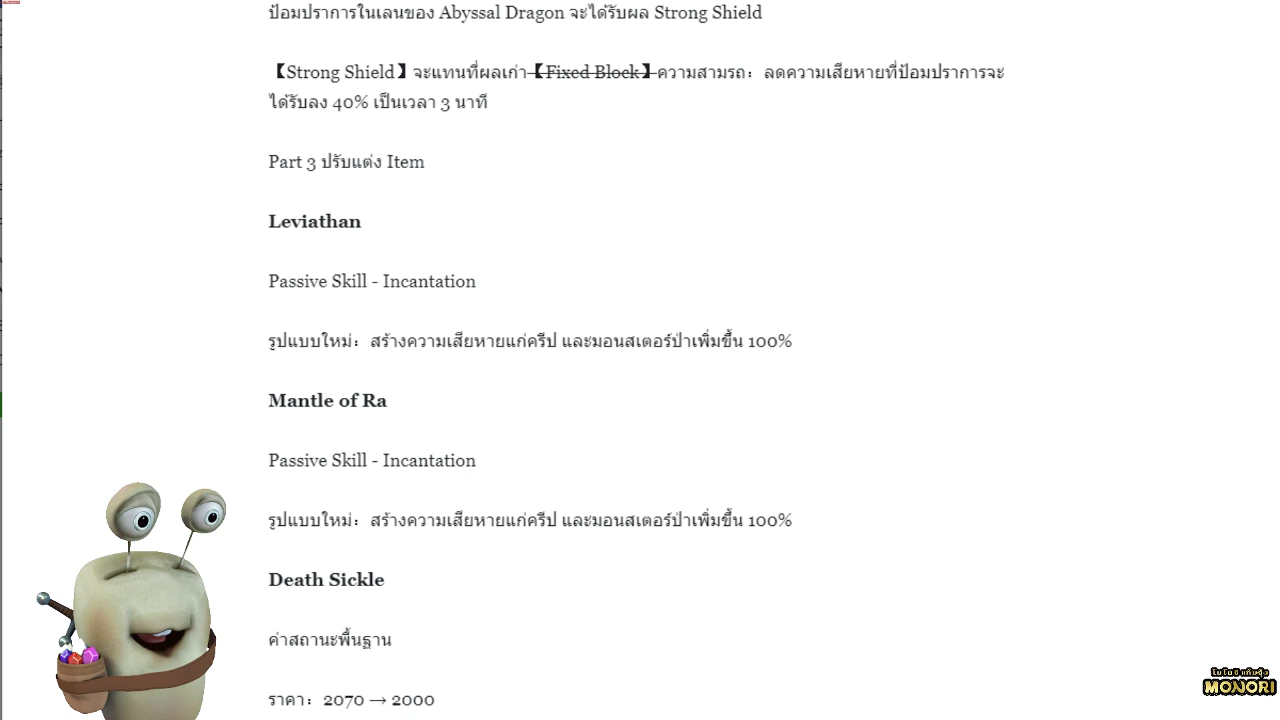 ป้อมปราการในเลนของ Abyssal Dragon จะได้รับผล Strong Shield
【Strong Shield】จะแทนที่ผลเก่า【Fixed Block】ความสามรถ: ลดความเสียหายที่ป้อมปราการจะ
ได้รับลง 40% เป็นเวลา 3 นาที
Part 3 ปรับแต่ง Item
Leviathan
Passive Skill - Incantation
รูปแบบใหม่: สร้างความเสียหายแก่ครีป และมอนสเตอร์ป่าเพิ่มขึ้น 100%
Mantle of Ra
Passive Skill - Incantation
รูปแบบใหม่: สร้างความเสียหายแก่ครีป และมอนสเตอร์ป่าเพิ่มขึ้น 100%
Death Sickle
ค่าสถานะพื้นฐาน
ราคา: 2070 → 2000
MONORI